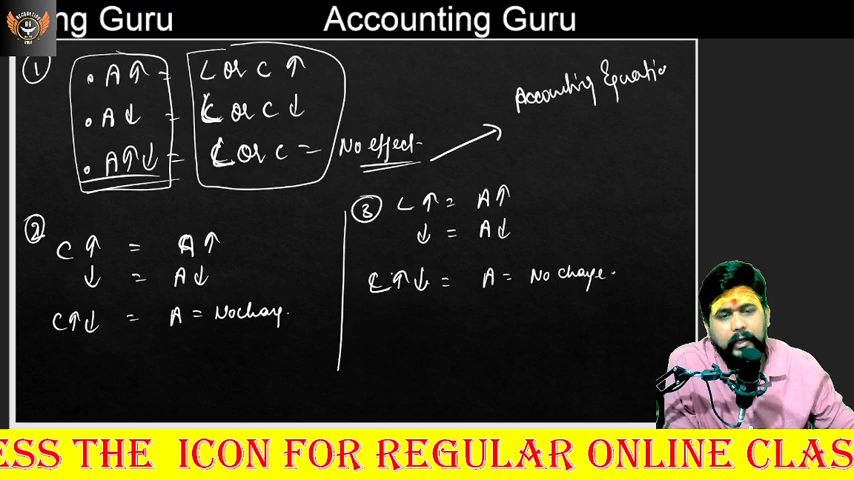 ng Guru Accounting Guru
① • A↑ = L or C ↑
• A↓ = L or C ↓
• A↑↓ = L or C = No effect
Accounting Equatio
② C ↑ = A↑
↓ = A↓
C↑↓ = A = No chang.
③ L ↑ = A↑
↓ = A↓
L↑↓ = A = No change.
ESS THE ICON FOR REGULAR ONLINE CLAS